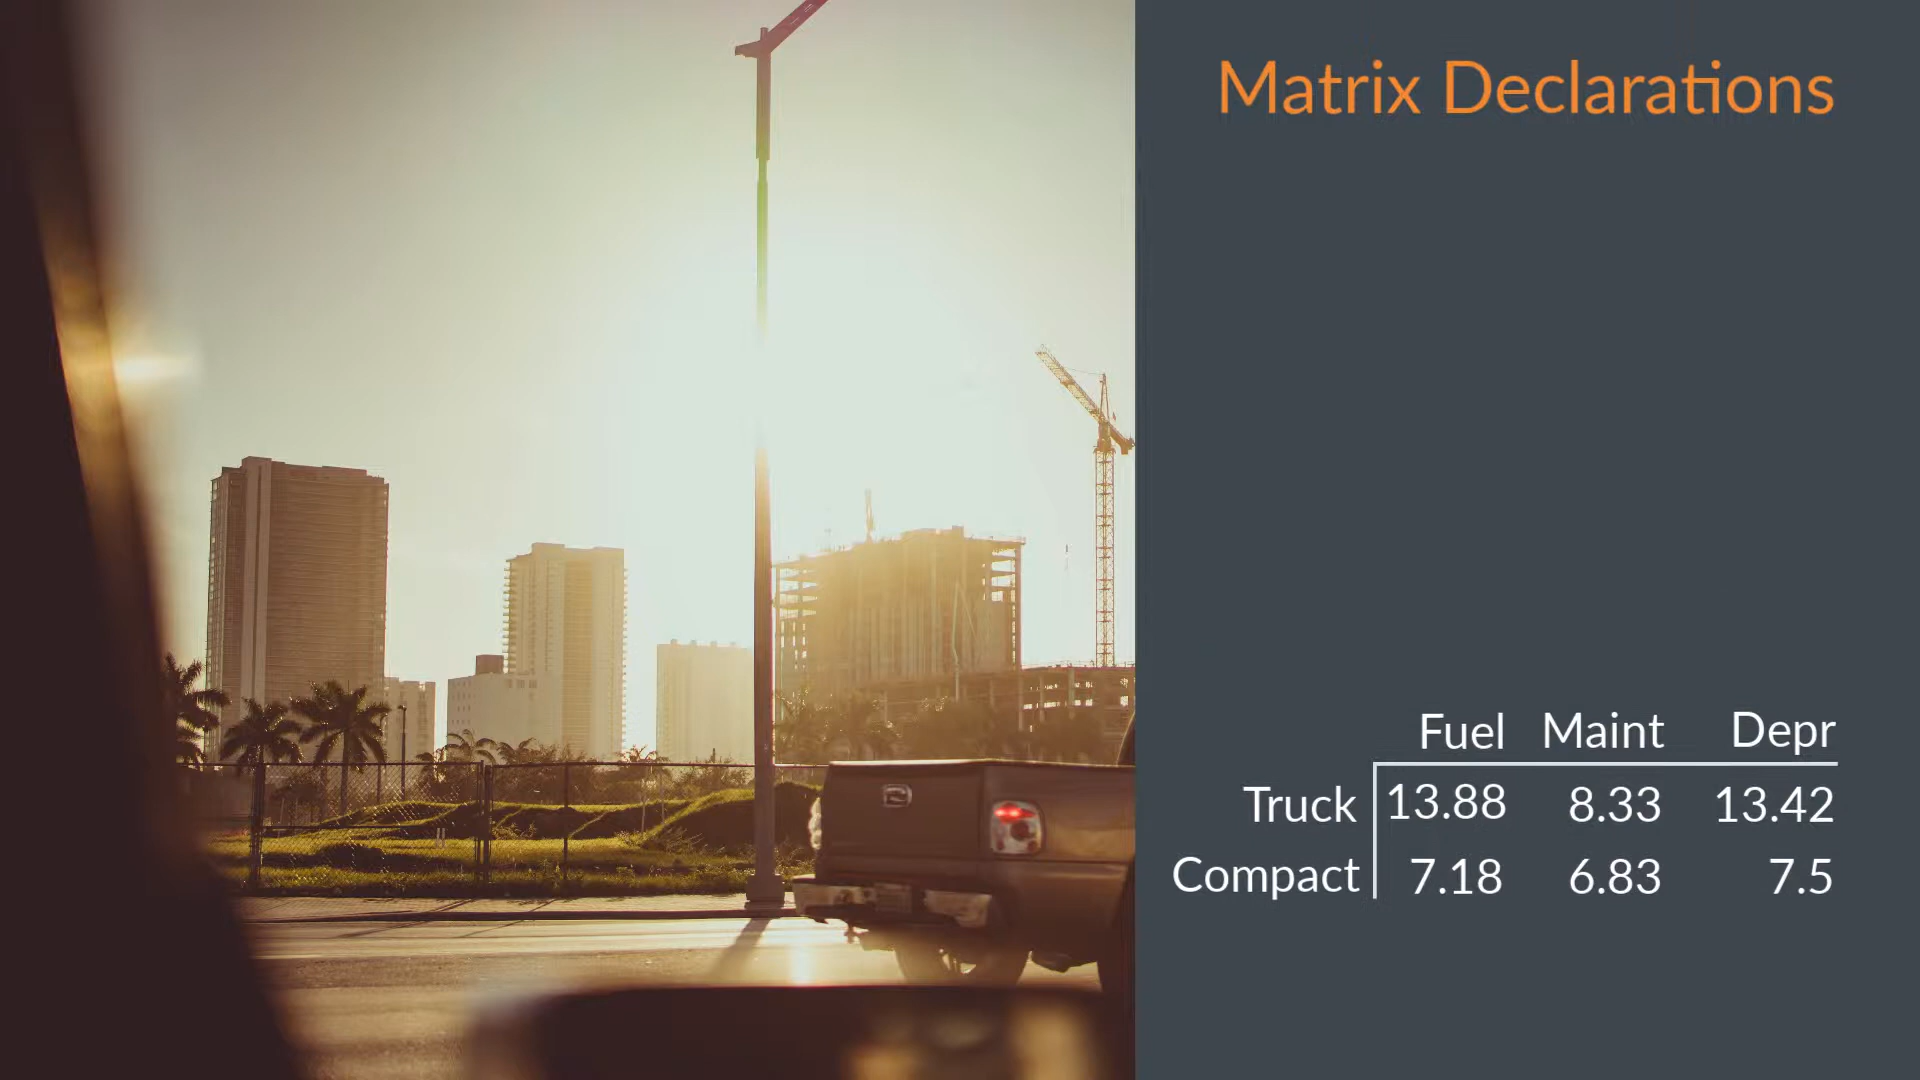 Matrix Declarations
Fuel Maint Depr
Truck 13.88 8.33 13.42
Compact 7.18 6.83 7.5